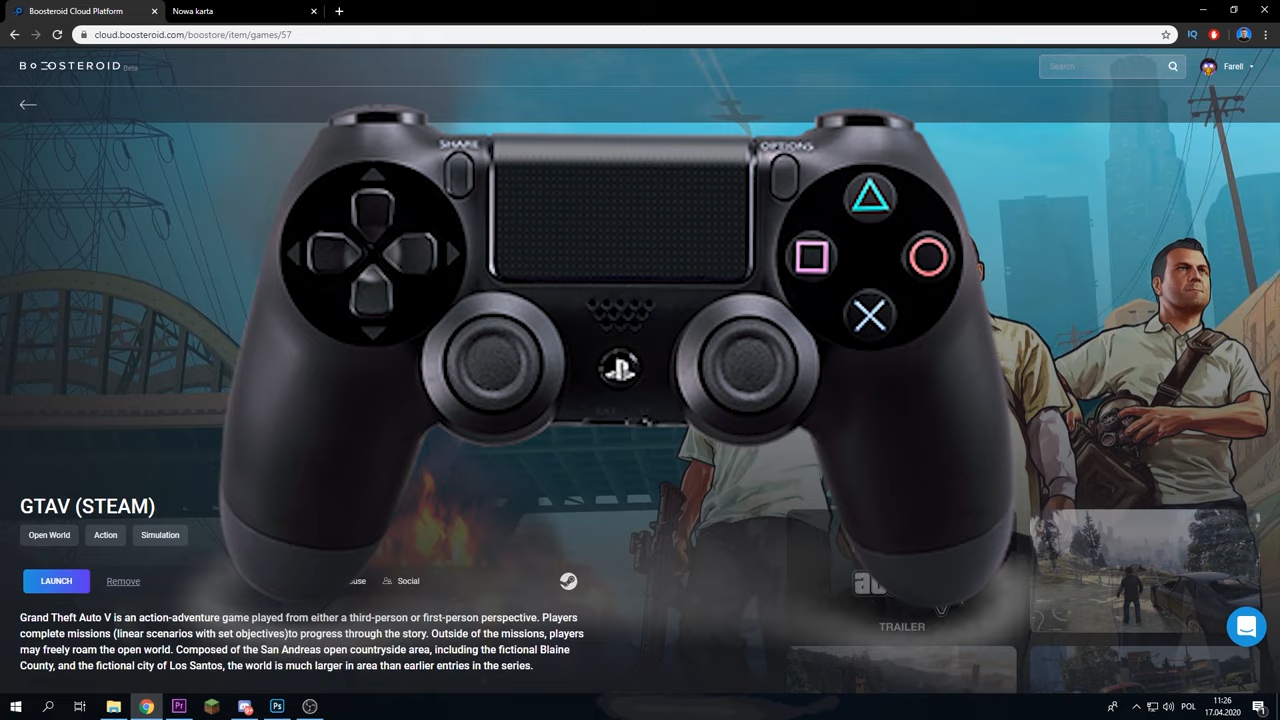 Boosteroid Cloud Platform
Nowa karta
cloud.boosteroid.com/boostore/item/games/57
IQ
BOOSTEROID Beta
Search
Farell
SHARE
OPTIONS
GTAV (STEAM)
Open World
Action
Simulation
LAUNCH
Remove
Social
Grand Theft Auto V is an action-adventure game played from either a third-person or first-person perspective. Players
complete missions (linear scenarios with set objectives)to progress through the story. Outside of the missions, players
may freely roam the open world. Composed of the San Andreas open countryside area, including the fictional Blaine
County, and the fictional city of Los Santos, the world is much larger in area than earlier entries in the series.
TRAILER
Pr
Ps
POL
11:26
17.04.2020
1